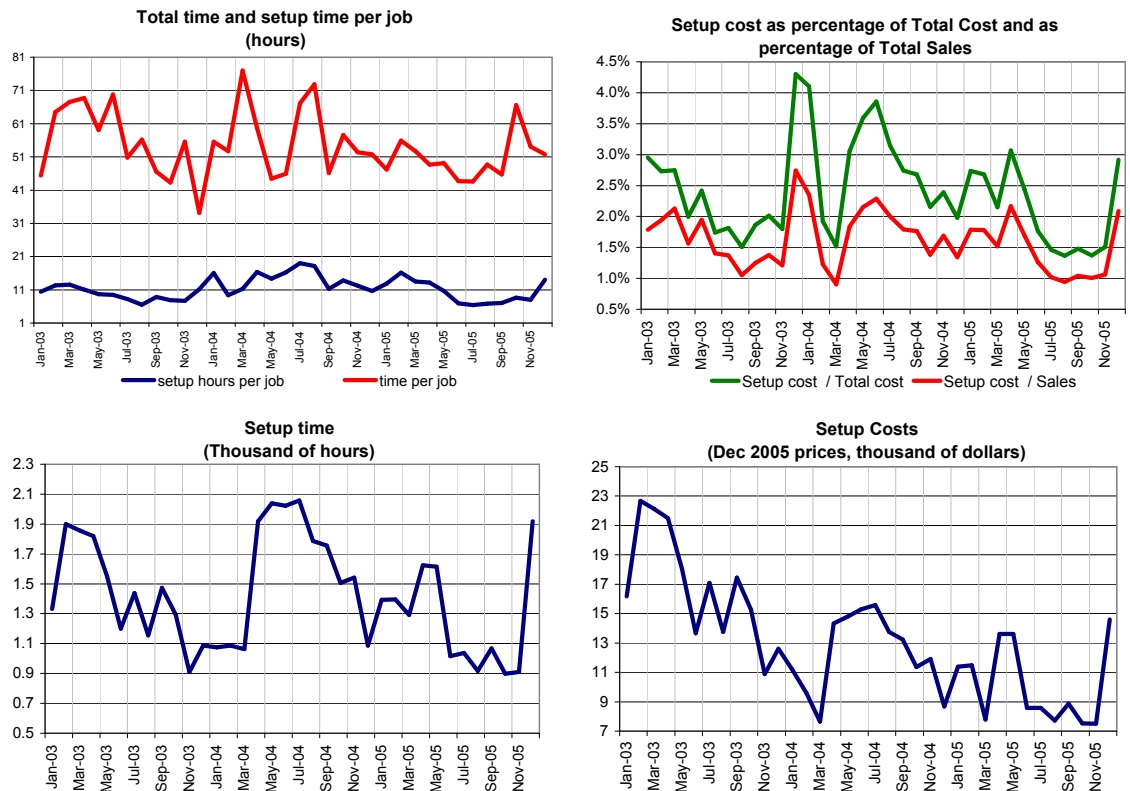 Total time and setup time per job
(hours)
81
71
61
51
41
31
21
11
1
Jan-03
Mar-03
May-03
Jul-03
Sep-03
Nov-03
Jan-04
Mar-04
May-04
Jul-04
Sep-04
Nov-04
Jan-05
Mar-05
May-05
Jul-05
Sep-05
Nov-05
setup hours per job
time per job
Setup cost as percentage of Total Cost and as
percentage of Total Sales
4.5%
4.0%
3.5%
3.0%
2.5%
2.0%
1.5%
1.0%
0.5%
Jan-03
Mar-03
May-03
Jul-03
Sep-03
Nov-03
Jan-04
Mar-04
May-04
Jul-04
Sep-04
Nov-04
Jan-05
Mar-05
May-05
Jul-05
Sep-05
Nov-05
Setup cost / Total cost
Setup cost / Sales
Setup time
(Thousand of hours)
2.3
2.1
1.9
1.7
1.5
1.3
1.1
0.9
0.7
0.5
Jan-03
Mar-03
May-03
Jul-03
Sep-03
Nov-03
Jan-04
Mar-04
May-04
Jul-04
Sep-04
Nov-04
Jan-05
Mar-05
May-05
Jul-05
Sep-05
Nov-05
Setup Costs
(Dec 2005 prices, thousand of dollars)
25
23
21
19
17
15
13
11
9
7
Jan-03
Mar-03
May-03
Jul-03
Sep-03
Nov-03
Jan-04
Mar-04
May-04
Jul-04
Sep-04
Nov-04
Jan-05
Mar-05
May-05
Jul-05
Sep-05
Nov-05